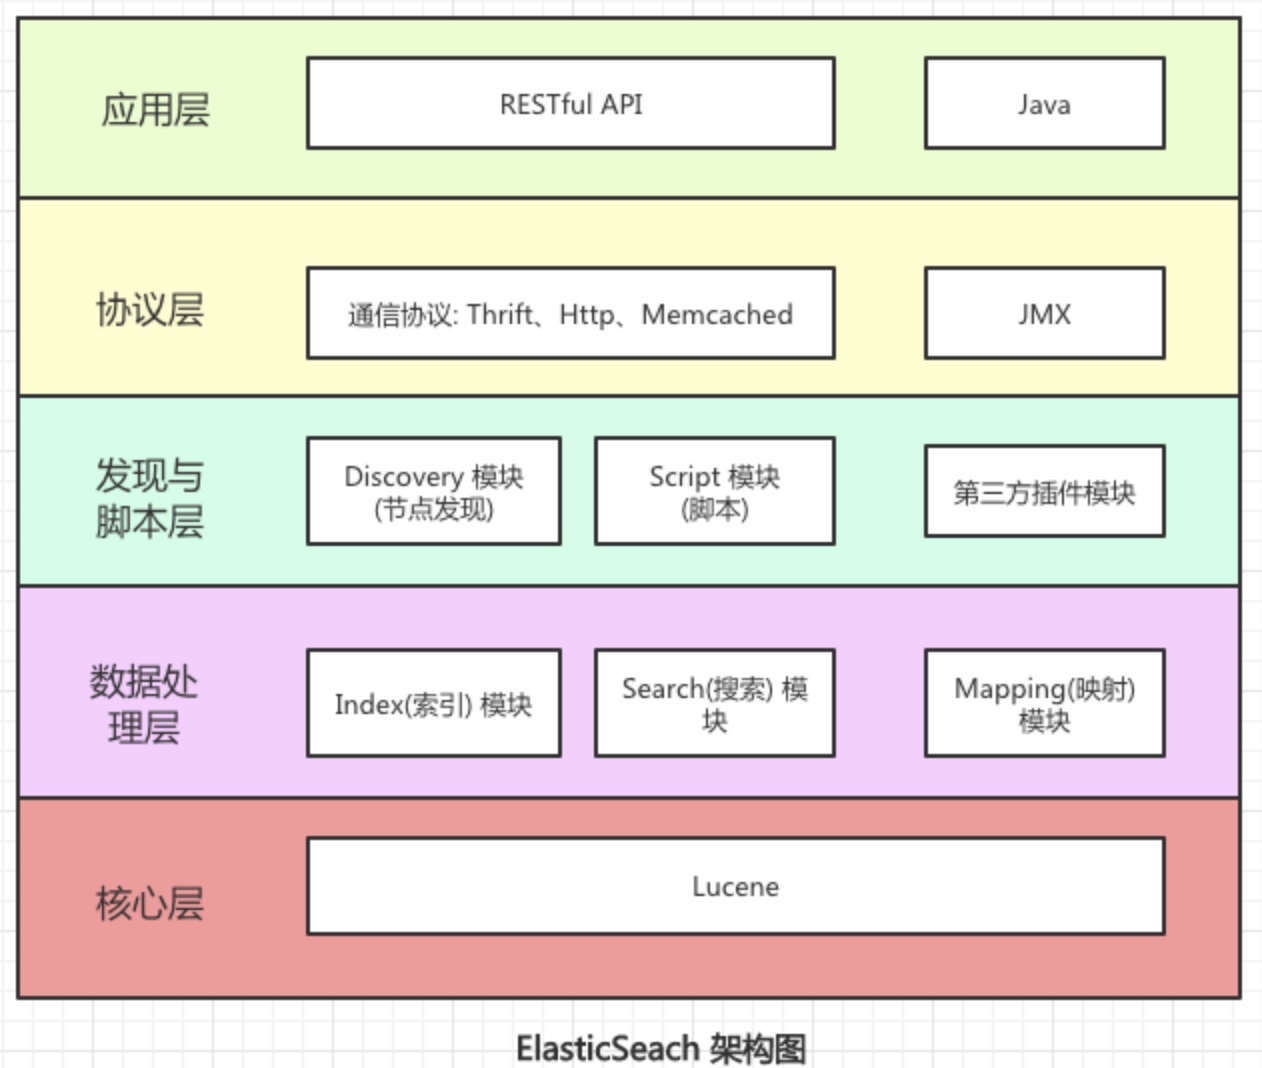 应用层
RESTful API
Java
协议层
通信协议: Thrift、Http、Memcached
JMX
发现与
脚本层
Discovery 模块
(节点发现)
Script 模块
(脚本)
第三方插件模块
数据处
理层
Index(索引) 模块
Search(搜索) 模
块
Mapping(映射)
模块
核心层
Lucene
ElasticSeach 架构图